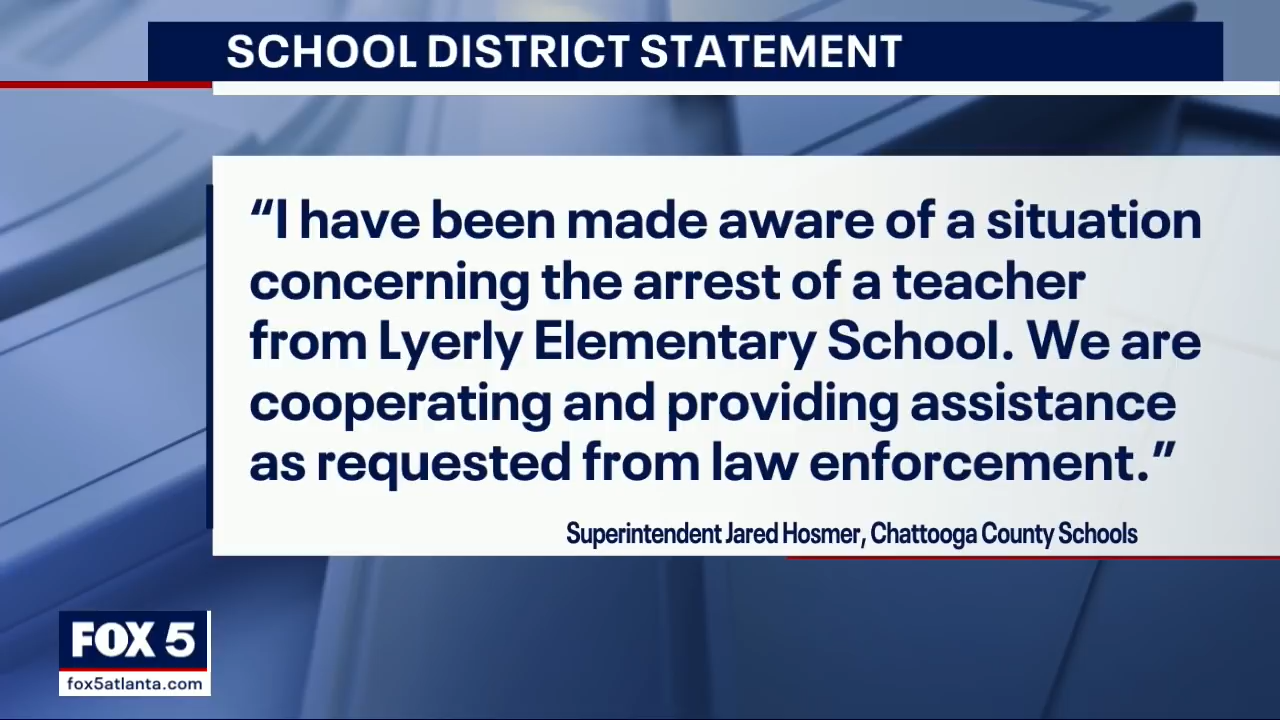 SCHOOL DISTRICT STATEMENT
“I have been made aware of a situation
concerning the arrest of a teacher
from Lyerly Elementary School. We are
cooperating and providing assistance
as requested from law enforcement.”
Superintendent Jared Hosmer, Chattooga County Schools
FOX 5
fox5atlanta.com